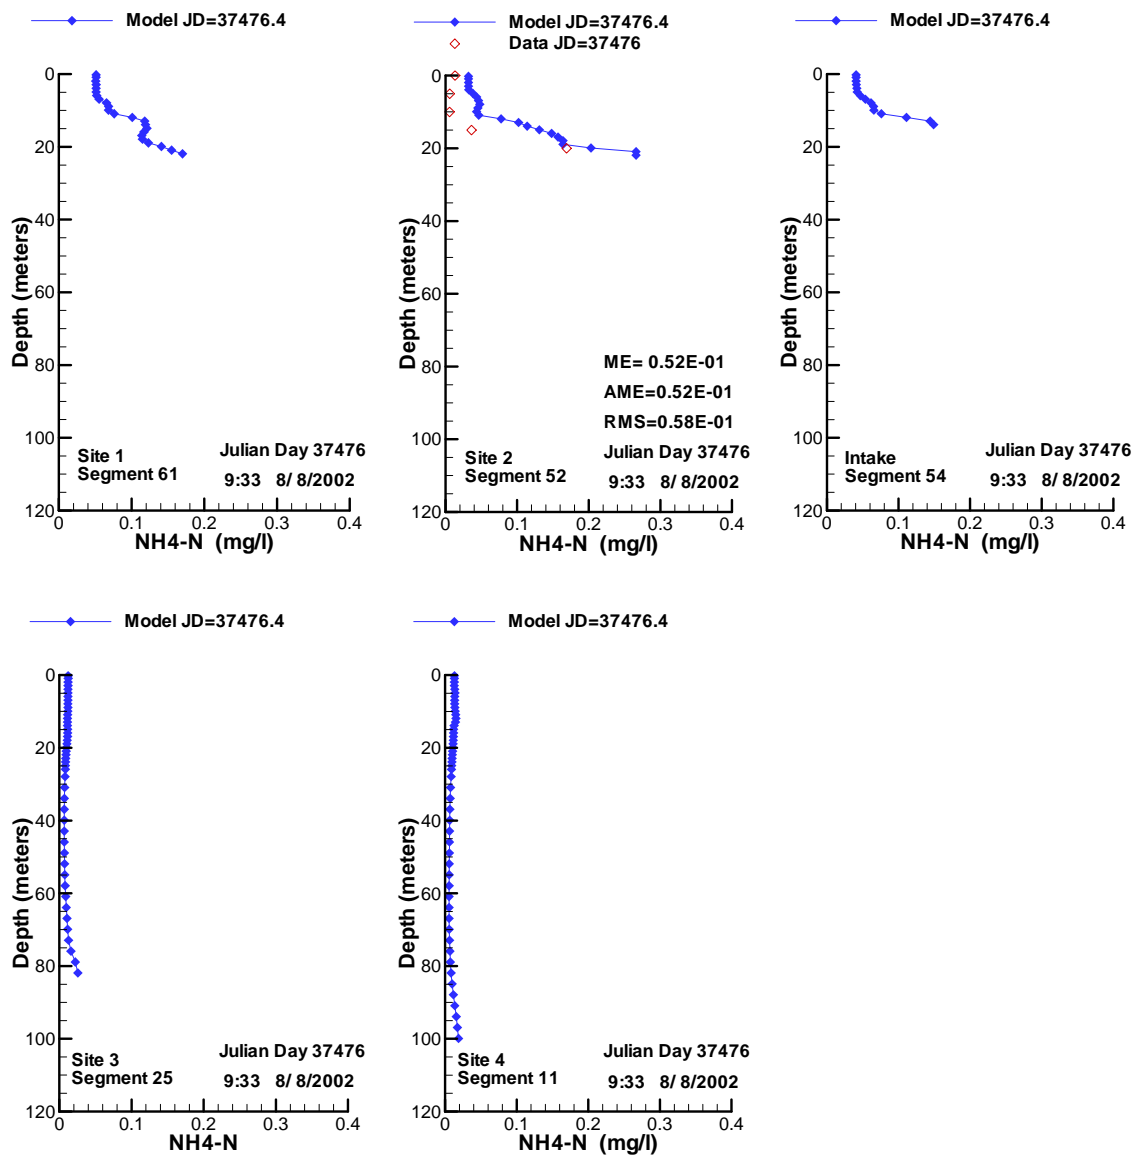 Model JD=37476.4
0
20
40
60
80
100
120
Depth (meters)
Site 1
Segment 61
Julian Day 37476
9:33 8/ 8/2002
0 0.1 0.2 0.3 0.4
NH4-N (mg/l)
Model JD=37476.4
Data JD=37476
0
20
40
60
80
100
120
Depth (meters)
ME= 0.52E-01
AME=0.52E-01
RMS=0.58E-01
Site 2
Segment 52
Julian Day 37476
9:33 8/ 8/2002
0 0.1 0.2 0.3 0.4
NH4-N (mg/l)
Model JD=37476.4
0
20
40
60
80
100
120
Depth (meters)
Intake
Segment 54
Julian Day 37476
9:33 8/ 8/2002
0 0.1 0.2 0.3 0.4
NH4-N (mg/l)
Model JD=37476.4
0
20
40
60
80
100
120
Depth (meters)
Site 3
Segment 25
Julian Day 37476
9:33 8/ 8/2002
0 0.1 0.2 0.3 0.4
NH4-N
Model JD=37476.4
0
20
40
60
80
100
120
Depth (meters)
Site 4
Segment 11
Julian Day 37476
9:33 8/ 8/2002
0 0.1 0.2 0.3 0.4
NH4-N (mg/l)